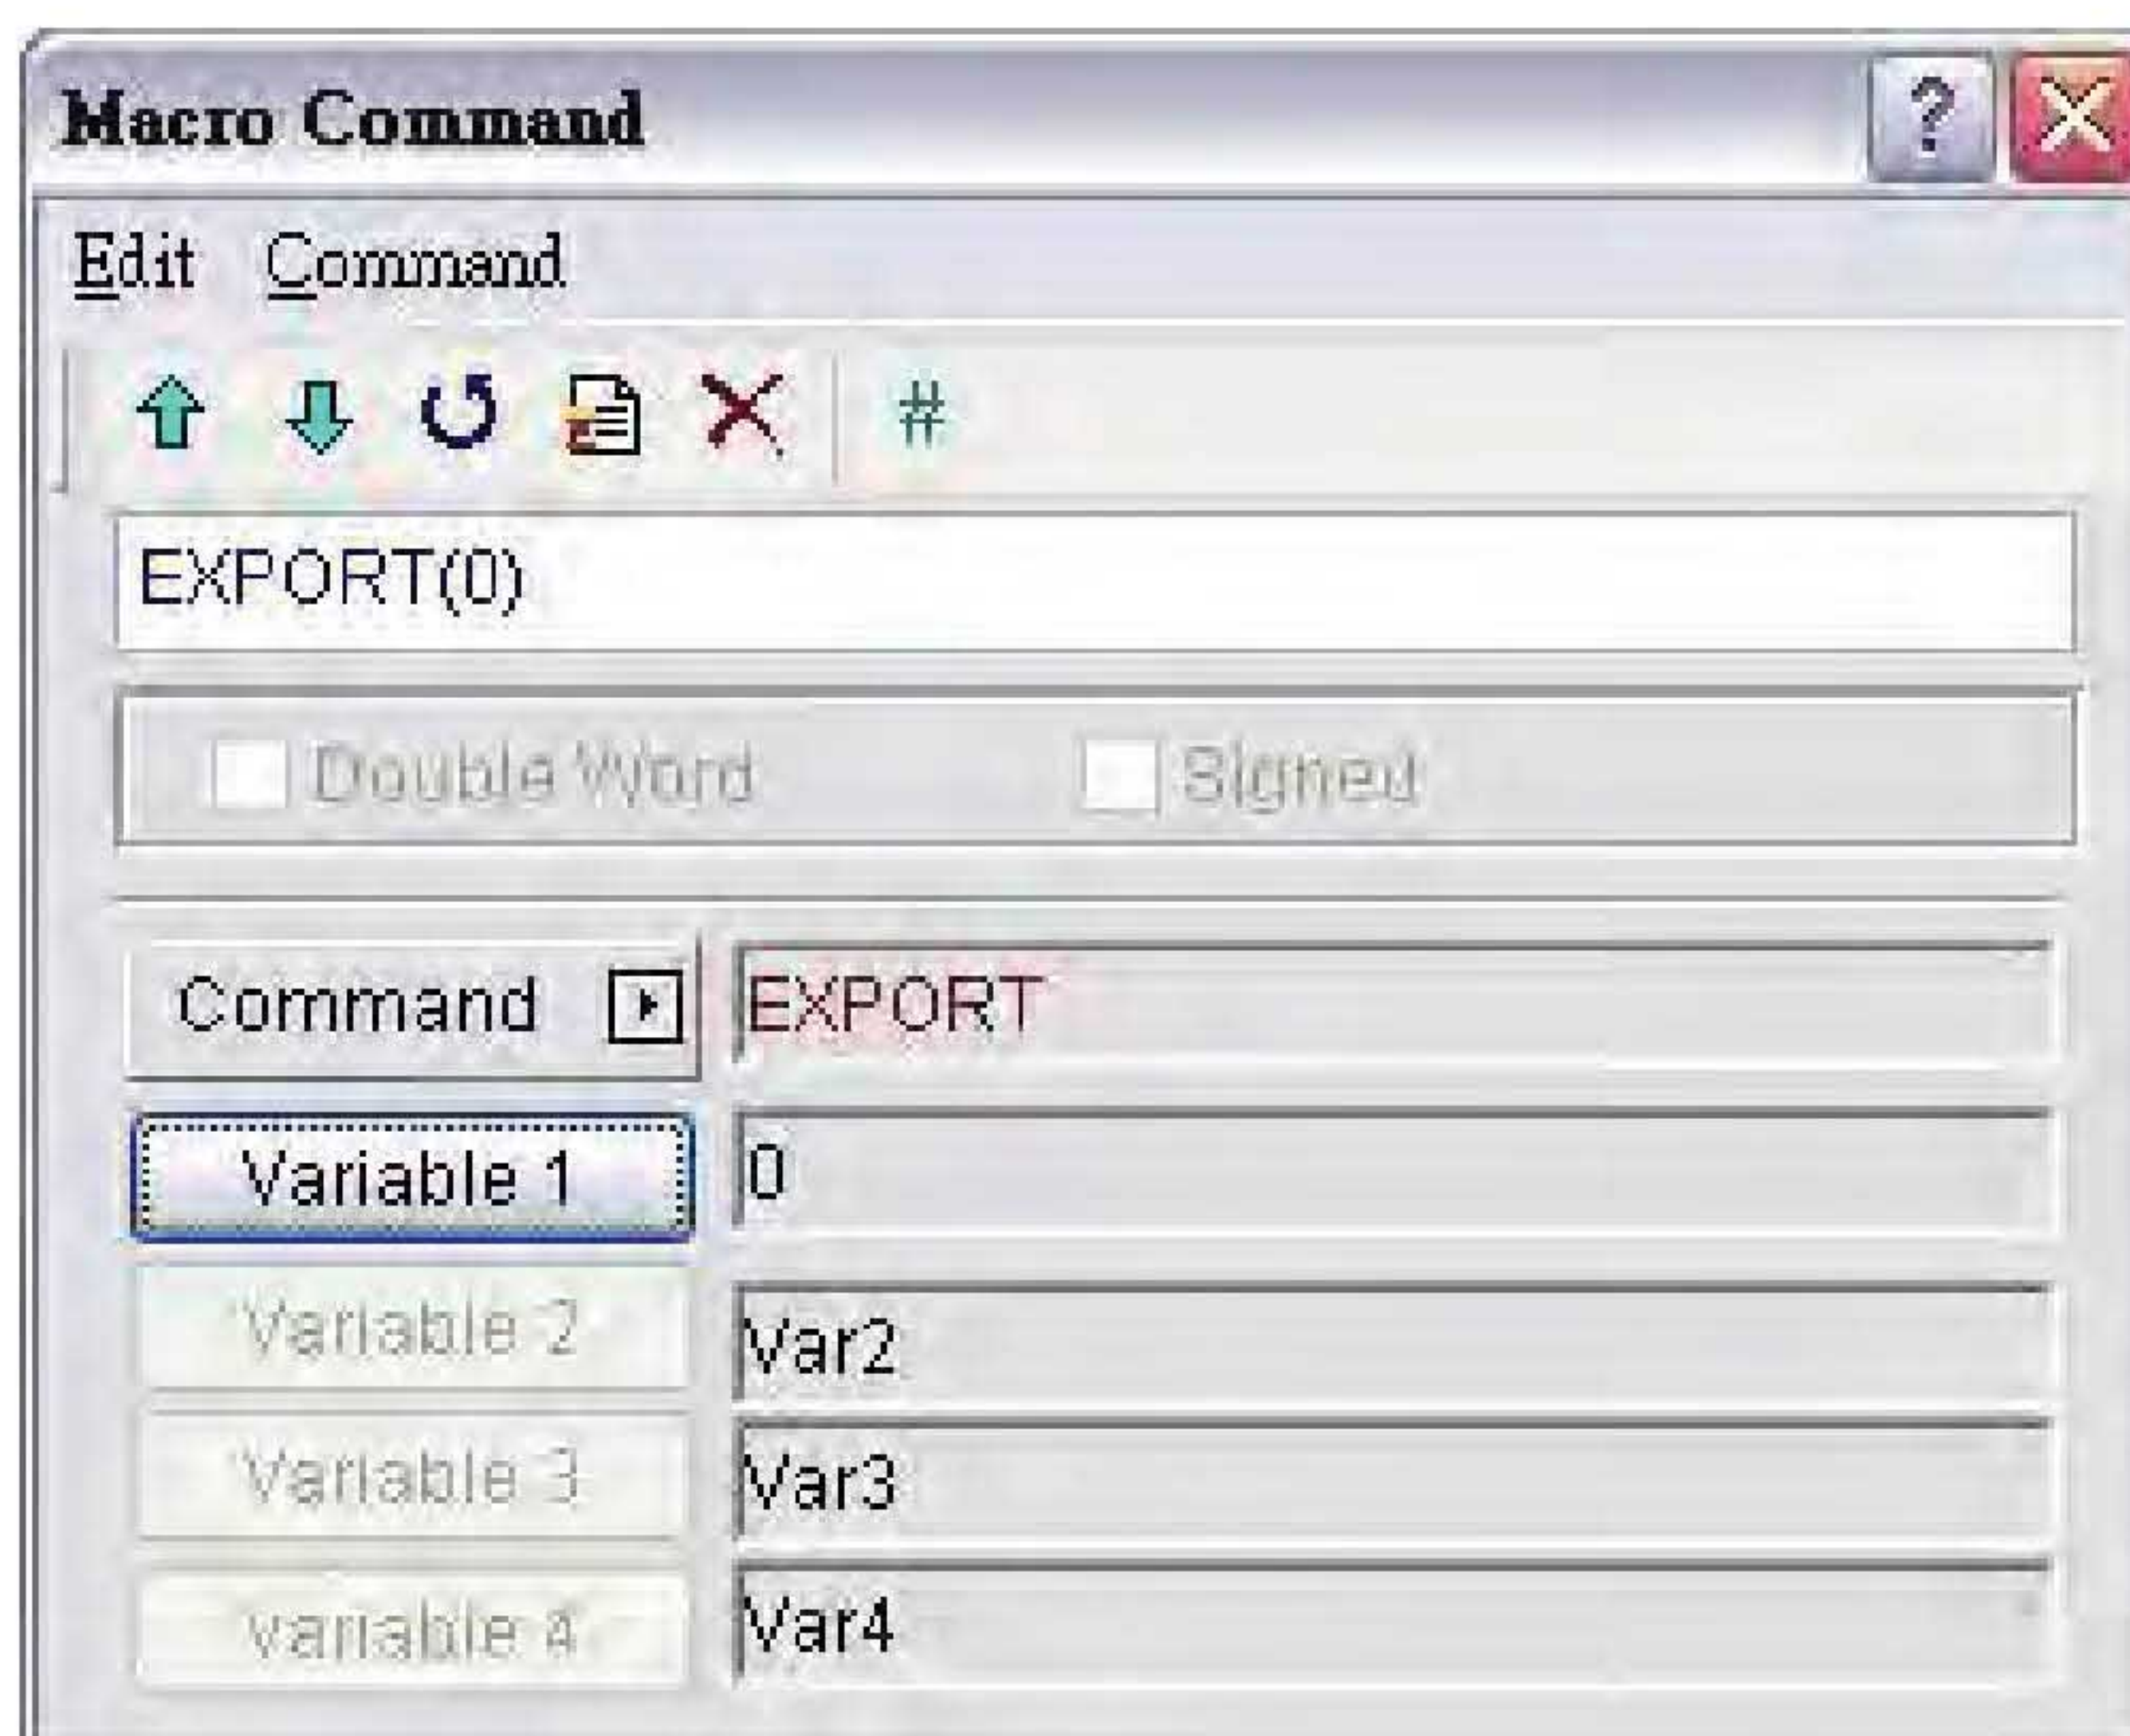 Macro Command
?
Edit Command
#
EXPORT(0)
Double Word Signed
Command EXPORT
Variable 1 0
Variable 2 Var2
Variable 3 Var3
variable 4 Var4